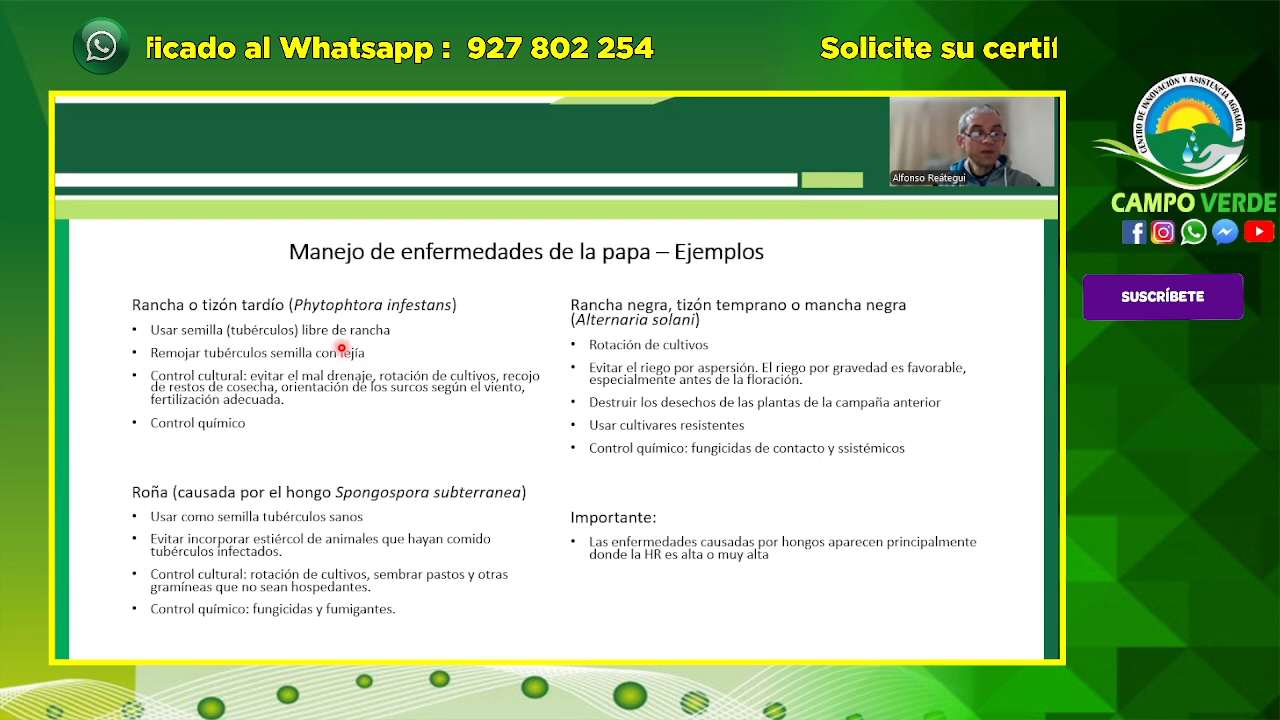 ficado al Whatsapp : 927 802 254
Solicite su certif
Alfonso Reátegui
CENTRO DE INNOVACIÓN Y ASISTENCIA AGRARIA
CAMPO VERDE
SUSCRÍBETE
Manejo de enfermedades de la papa – Ejemplos
Rancha o tizón tardío (Phytophtora infestans)
• Usar semilla (tubérculos) libre de rancha
• Remojar tubérculos semilla con lejía
• Control cultural: evitar el mal drenaje, rotación de cultivos, recojo
de restos de cosecha, orientación de los surcos según el viento,
fertilización adecuada.
• Control químico
Roña (causada por el hongo Spongospora subterranea)
• Usar como semilla tubérculos sanos
• Evitar incorporar estiércol de animales que hayan comido
tubérculos infectados.
• Control cultural: rotación de cultivos, sembrar pastos y otras
gramíneas que no sean hospedantes.
• Control químico: fungicidas y fumigantes.
Rancha negra, tizón temprano o mancha negra
(Alternaria solani)
• Rotación de cultivos
• Evitar el riego por aspersión. El riego por gravedad es favorable,
especialmente antes de la floración.
• Destruir los desechos de las plantas de la campaña anterior
• Usar cultivares resistentes
• Control químico: fungicidas de contacto y ssistémicos
Importante:
• Las enfermedades causadas por hongos aparecen principalmente
donde la HR es alta o muy alta